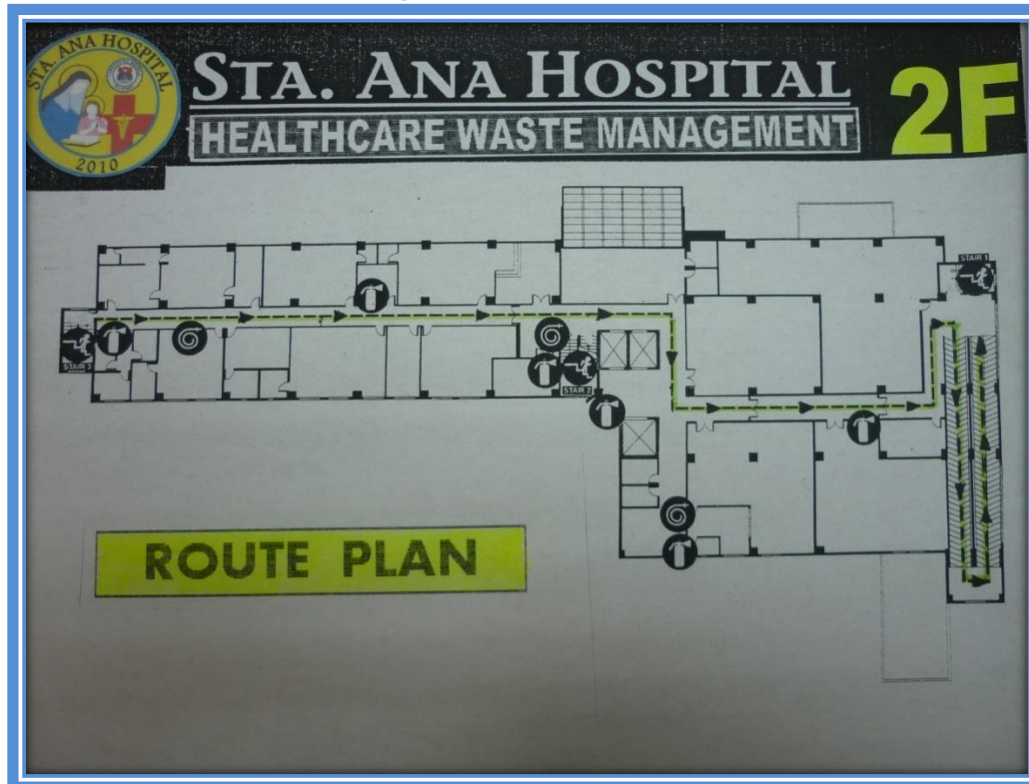 STA. ANA HOSPITAL
2010
STA. ANA HOSPITAL
HEALTHCARE WASTE MANAGEMENT
2F
STAIR 1
STAIR 3
STAIR 2
ROUTE PLAN